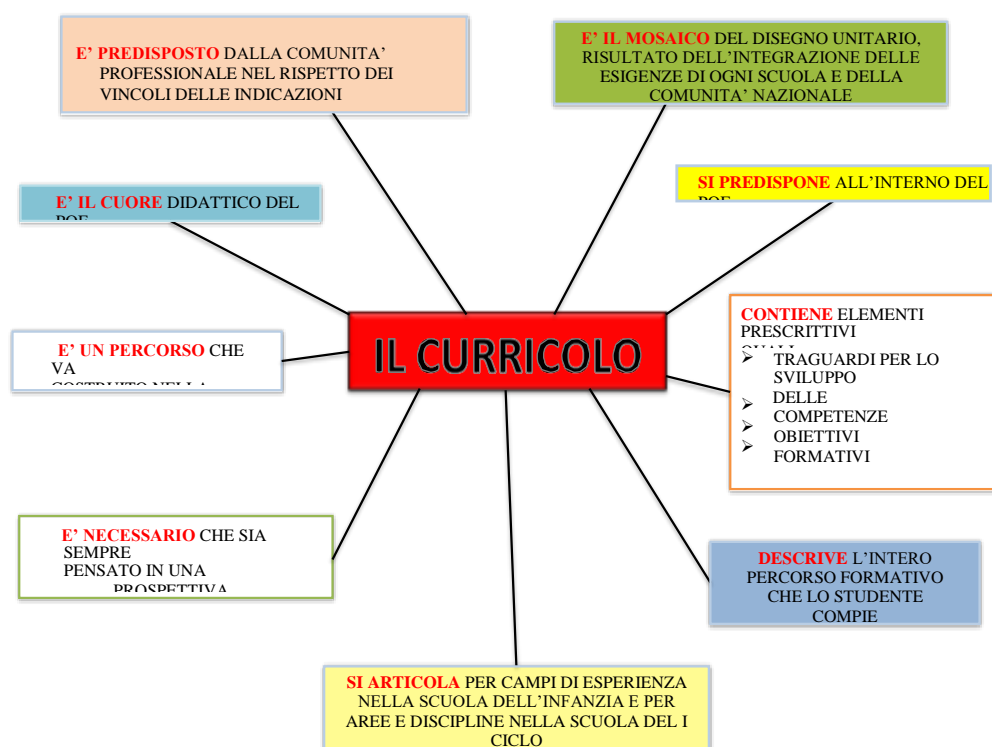 E' PREDISPOSTO DALLA COMUNITA'
PROFESSIONALE NEL RISPETTO DEI
VINCOLI DELLE INDICAZIONI
E' IL MOSAICO DEL DISEGNO UNITARIO,
RISULTATO DELL'INTEGRAZIONE DELLE
ESIGENZE DI OGNI SCUOLA E DELLA
COMUNITA' NAZIONALE
E' IL CUORE DIDATTICO DEL
SI PREDISPONE ALL'INTERNO DEL
IL CURRICOLO
E' UN PERCORSO CHE
VA
COSTRUITO NELLA
CONTIENE ELEMENTI
PRESCRITTIVI
➢ TRAGUARDI PER LO
SVILUPPO
➢ DELLE
➢ COMPETENZE
➢ OBIETTIVI
FORMATIVI
E' NECESSARIO CHE SIA
SEMPRE
PENSATO IN UNA
PROSPETTIVA
DESCRIVE L'INTERO
PERCORSO FORMATIVO
CHE LO STUDENTE
COMPIE
SI ARTICOLA PER CAMPI DI ESPERIENZA
NELLA SCUOLA DELL'INFANZIA E PER
AREE E DISCIPLINE NELLA SCUOLA DEL I
CICLO